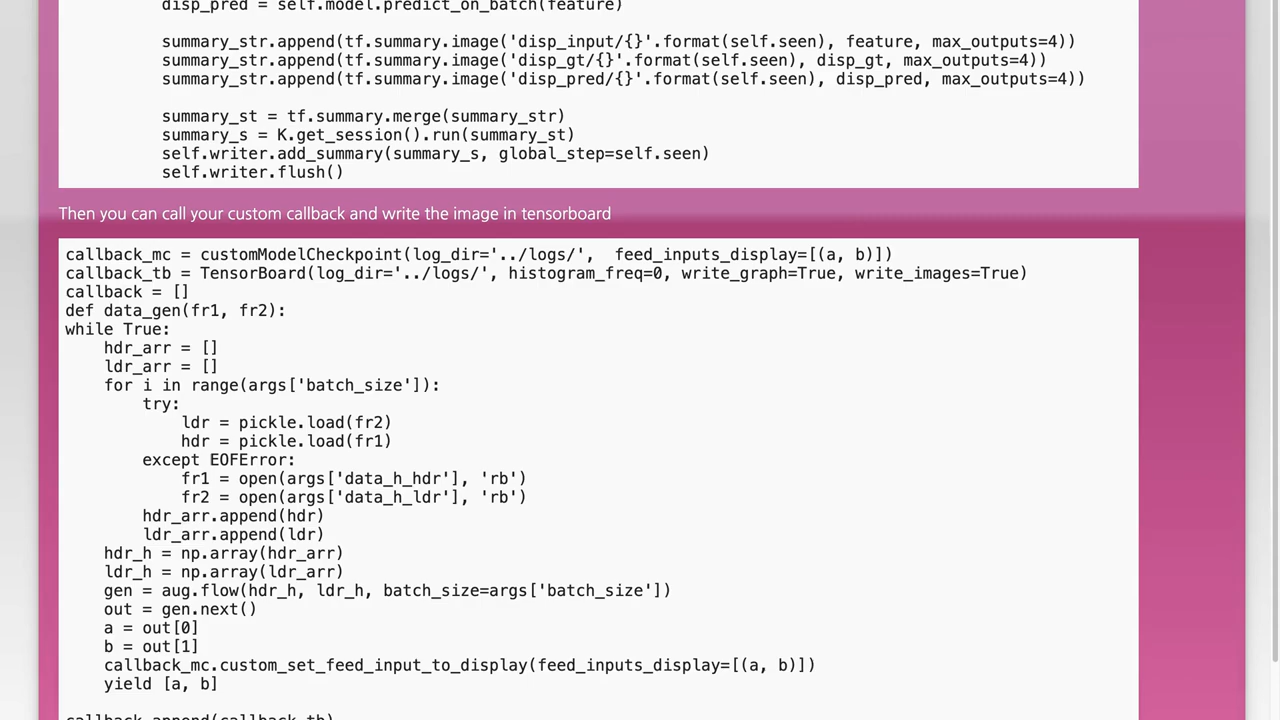 disp_pred = self.model.predict_on_batch(feature)
summary_str.append(tf.summary.image('disp_input/{}'.format(self.seen), feature, max_outputs=4))
summary_str.append(tf.summary.image('disp_gt/{}'.format(self.seen), disp_gt, max_outputs=4))
summary_str.append(tf.summary.image('disp_pred/{}'.format(self.seen), disp_pred, max_outputs=4))
summary_st = tf.summary.merge(summary_str)
summary_s = K.get_session().run(summary_st)
self.writer.add_summary(summary_s, global_step=self.seen)
self.writer.flush()
Then you can call your custom callback and write the image in tensorboard
callback_mc = customModelCheckpoint(log_dir='../logs/',  feed_inputs_display=[(a, b)])
callback_tb = TensorBoard(log_dir='../logs/', histogram_freq=0, write_graph=True, write_images=True)
callback = []
def data_gen(fr1, fr2):
while True:
    hdr_arr = []
    ldr_arr = []
    for i in range(args['batch_size']):
        try:
            ldr = pickle.load(fr2)
            hdr = pickle.load(fr1)
        except EOFError:
            fr1 = open(args['data_h_hdr'], 'rb')
            fr2 = open(args['data_h_ldr'], 'rb')
        hdr_arr.append(hdr)
        ldr_arr.append(ldr)
    hdr_h = np.array(hdr_arr)
    ldr_h = np.array(ldr_arr)
    gen = aug.flow(hdr_h, ldr_h, batch_size=args['batch_size'])
    out = gen.next()
    a = out[0]
    b = out[1]
    callback_mc.custom_set_feed_input_to_display(feed_inputs_display=[(a, b)])
    yield [a, b]
callback.append(callback_tb)